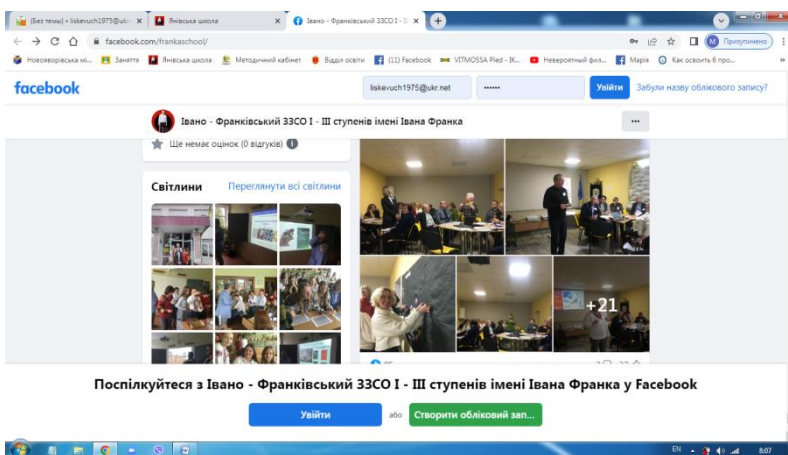 (Без темы) • liskevuch1975@ukr
Янівська школа
Івано - Франківський ЗЗСО І - ІІ
facebook.com/frankaschool/
M
Призупинено
Новояворівська мі...
Заняття
Янівська школа
Методичний кабінет
Відділ освіти
(11) Facebook
VITMOSSA Pled - IK...
Невероятный фил...
Марія
Как освоить 6 про...
facebook
liskevuch1975@ukr.net
Увійти
Забули назву облікового запису?
Івано - Франківський ЗЗСО І - ІІІ ступенів імені Івана Франка
Ще немає оцінок (0 відгуків)
Світлини
Переглянути всі світлини
+21
Поспілкуйтеся з Івано - Франківський ЗЗСО І - ІІІ ступенів імені Івана Франка у Facebook
Увійти
або
Створити обліковий зап...
EN
8:07